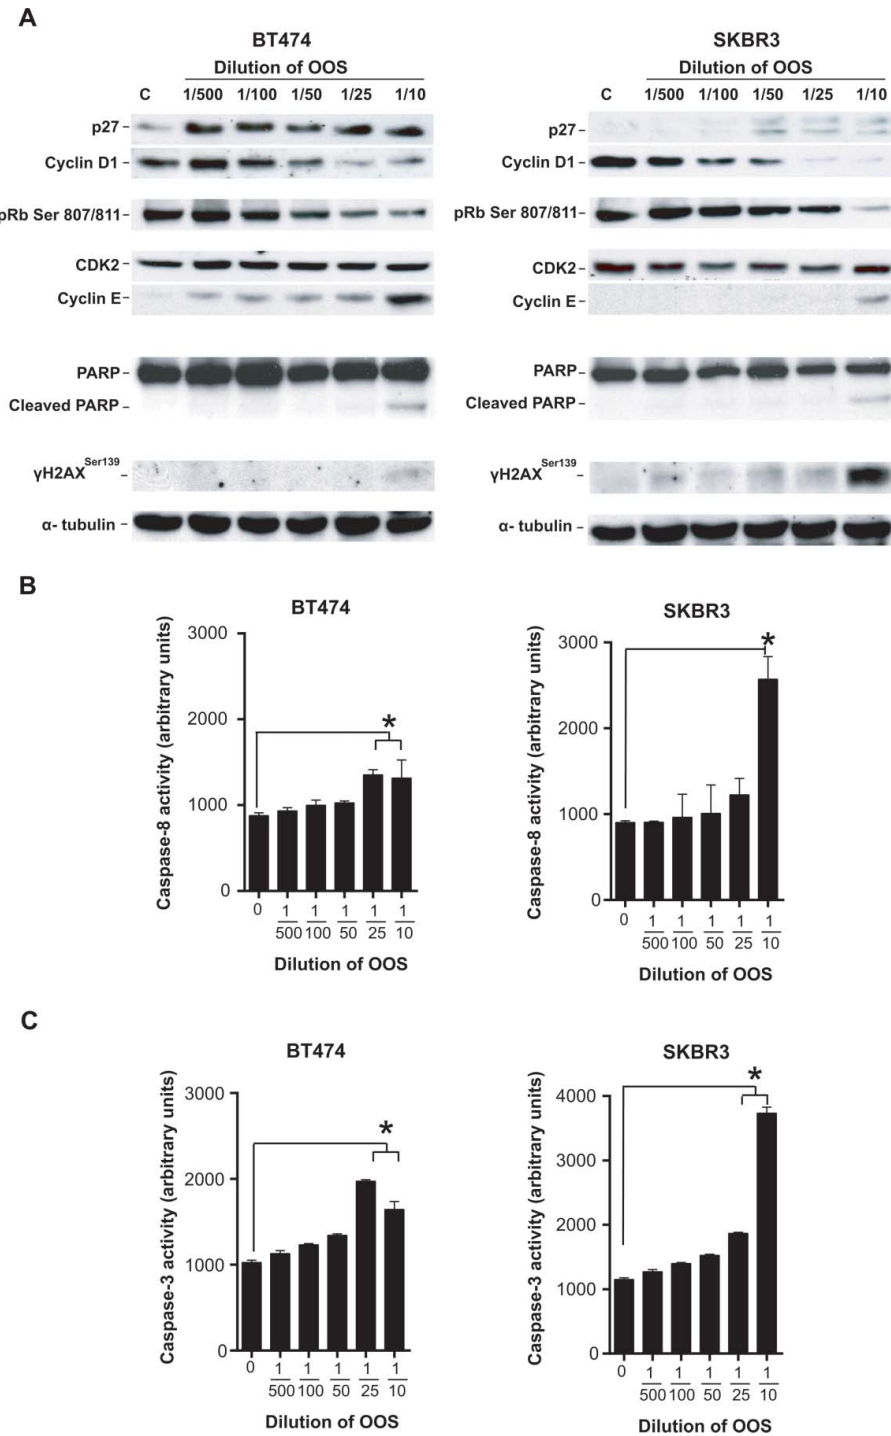 A
BT474
Dilution of OOS
C 1/500 1/100 1/50 1/25 1/10
p27
Cyclin D1
pRb Ser 807/811
CDK2
Cyclin E
PARP
Cleaved PARP
γH2AX Ser139
α- tubulin
SKBR3
Dilution of OOS
C 1/500 1/100 1/50 1/25 1/10
p27
Cyclin D1
pRb Ser 807/811
CDK2
Cyclin E
PARP
Cleaved PARP
γH2AX Ser139
α- tubulin
B
BT474
Caspase-8 activity (arbitrary units)
3000
2000
1000
0
*
0 1/500 1/100 1/50 1/25 1/10
Dilution of OOS
SKBR3
Caspase-8 activity (arbitrary units)
3000
2000
1000
0
*
0 1/500 1/100 1/50 1/25 1/10
Dilution of OOS
C
BT474
Caspase-3 activity (arbitrary units)
3000
2000
1000
0
*
0 1/500 1/100 1/50 1/25 1/10
Dilution of OOS
SKBR3
Caspase-3 activity (arbitrary units)
4000
3000
2000
1000
0
*
0 1/500 1/100 1/50 1/25 1/10
Dilution of OOS